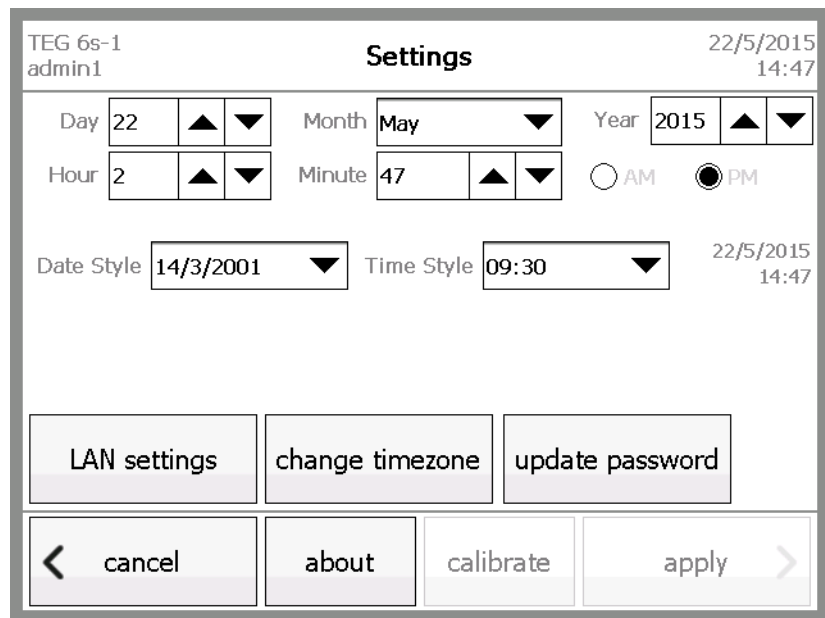 TEG 6s-1
admin1
Settings
22/5/2015
14:47
Day 22 Month May Year 2015
Hour 2 Minute 47 AM PM
Date Style 14/3/2001 Time Style 09:30
22/5/2015
14:47
LAN settings change timezone update password
cancel about calibrate apply